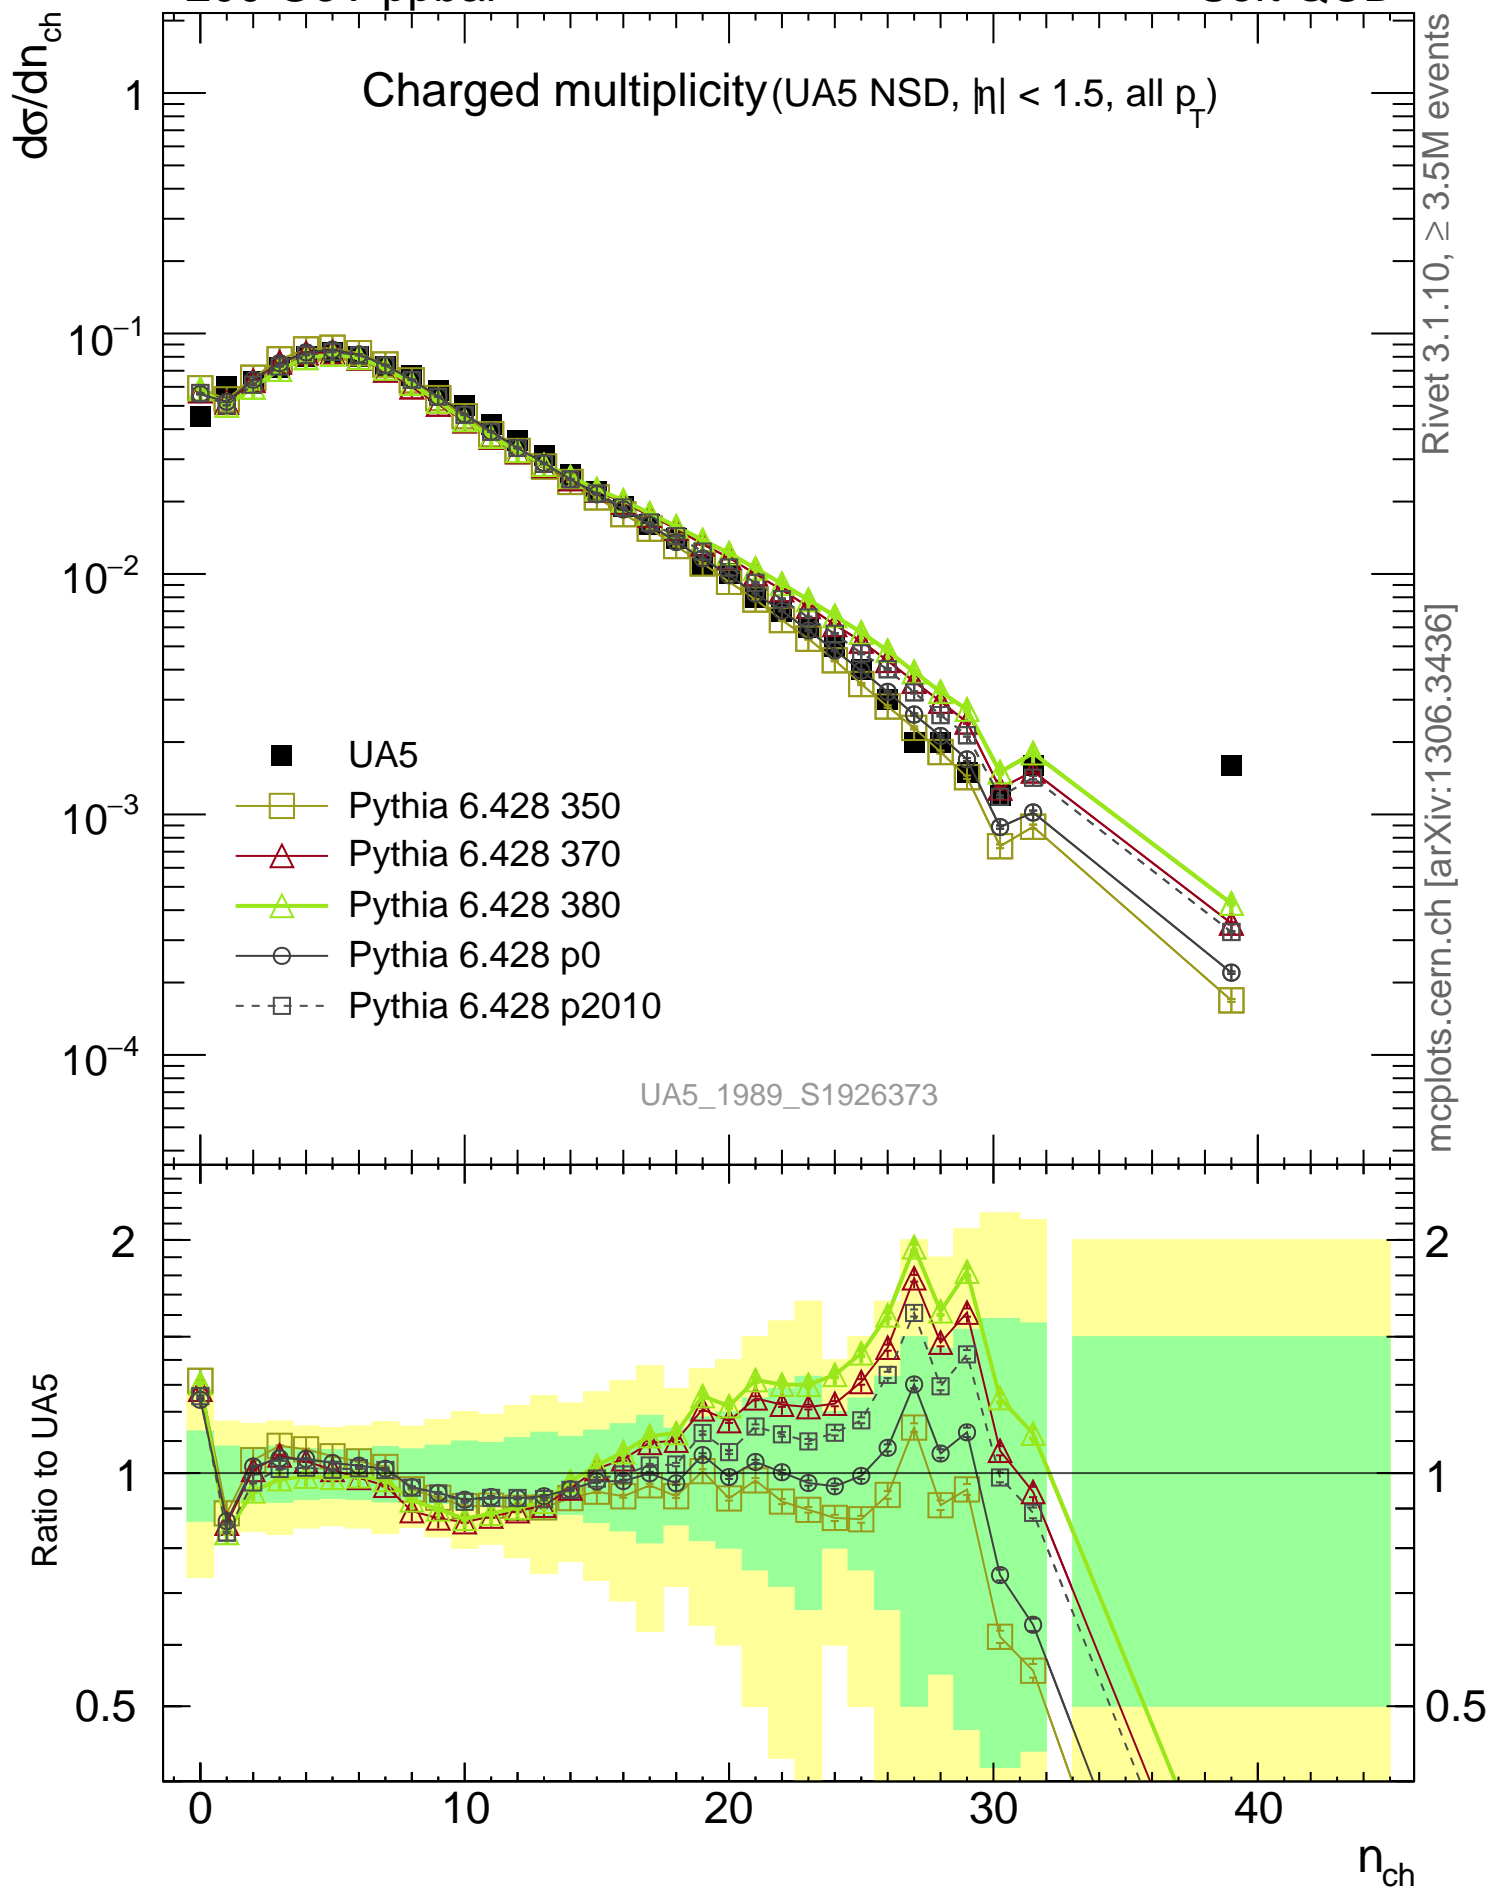 dσ/dn_ch
Charged multiplicity (UA5 NSD, |η| < 1.5, all p_T)
1
10⁻¹
10⁻²
10⁻³
10⁻⁴
UA5
Pythia 6.428 350
Pythia 6.428 370
Pythia 6.428 380
Pythia 6.428 p0
Pythia 6.428 p2010
UA5_1989_S1926373
Rivet 3.1.10, ≥ 3.5M events
mcplots.cern.ch [arXiv:1306.3436]
Ratio to UA5
2
1
0.5
2
1
0.5
0 10 20 30 40
n_ch